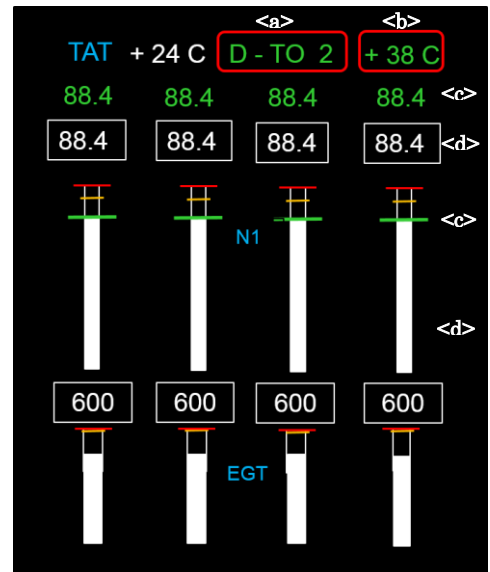 <a> <b>
TAT + 24 C D - TO 2 + 38 C
88.4 88.4 88.4 88.4 <c>
88.4 88.4 88.4 88.4 <d>
<c>
N1
<d>
600 600 600 600
EGT